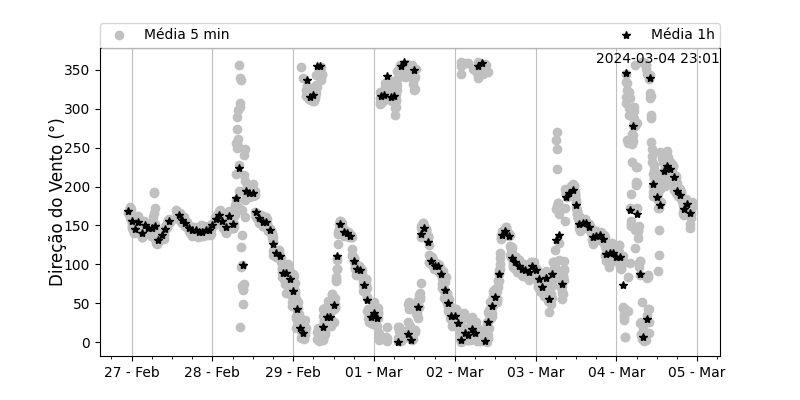 Média 5 min
Média 1h
2024-03-04 23:01
Direção do Vento (°)
350
300
250
200
150
100
50
0
27 - Feb
28 - Feb
29 - Feb
01 - Mar
02 - Mar
03 - Mar
04 - Mar
05 - Mar